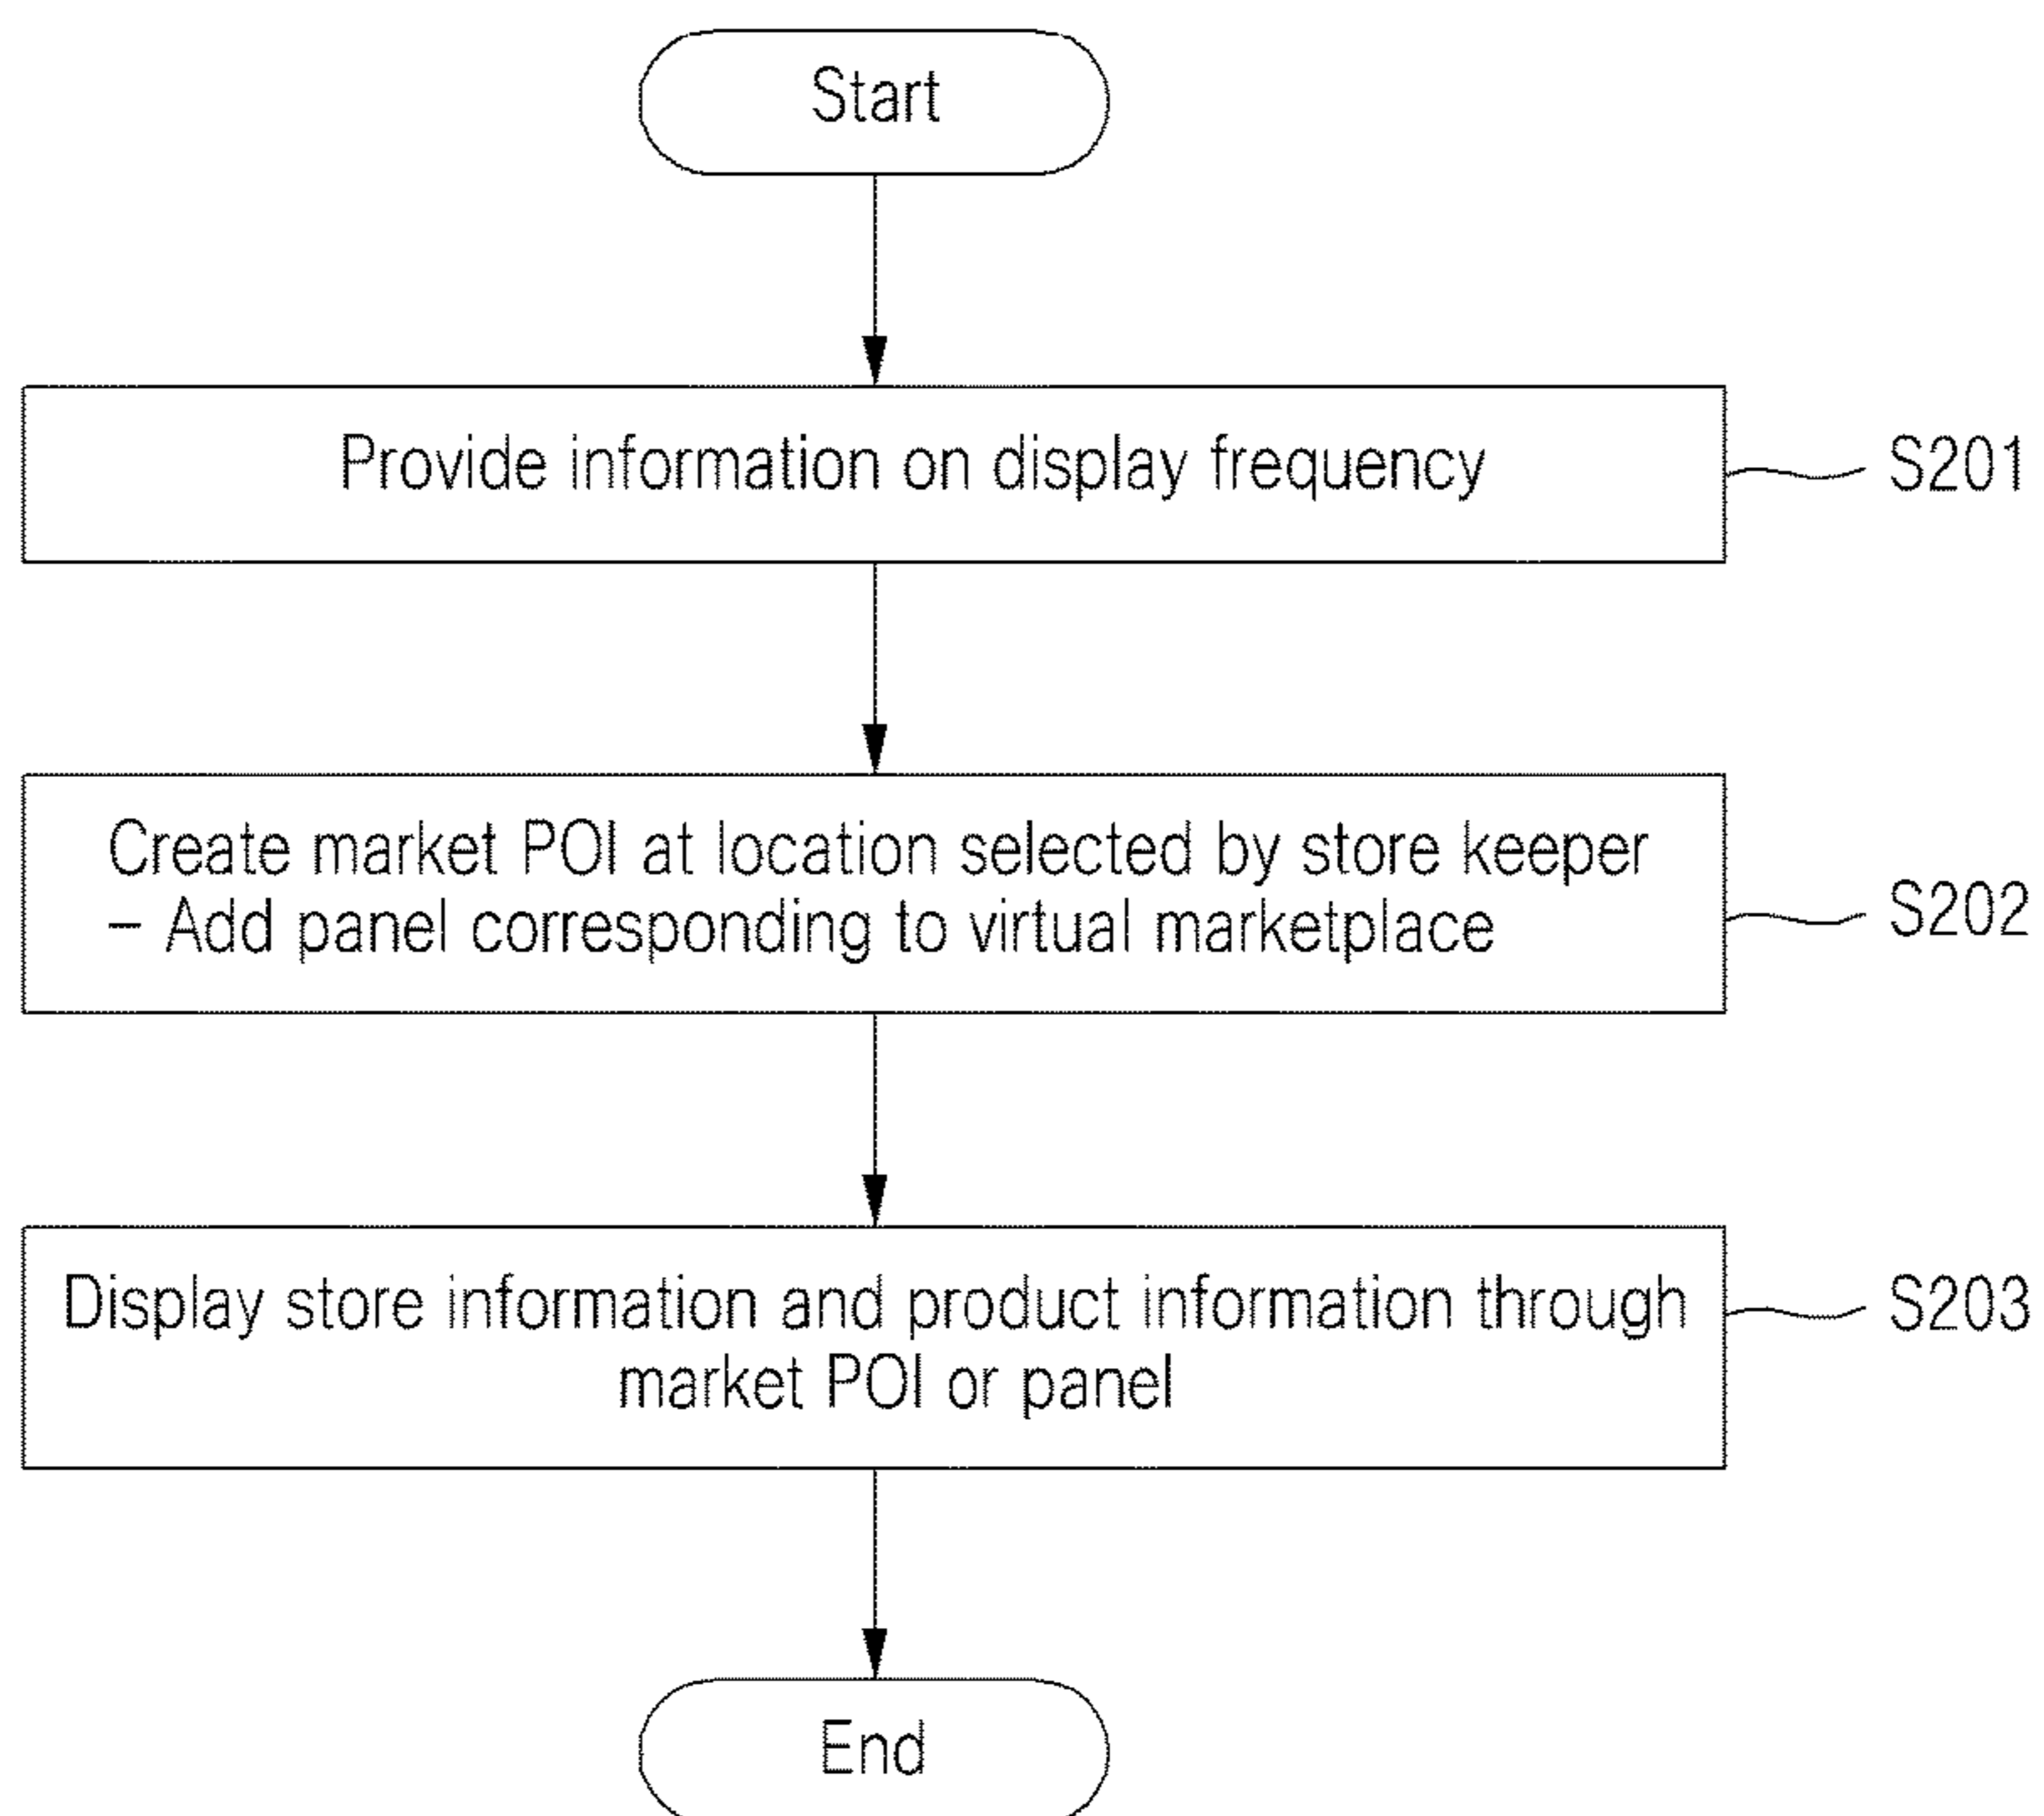 Start
Provide information on display frequency
S201
Create market POI at location selected by store keeper
– Add panel corresponding to virtual marketplace
S202
Display store information and product information through
market POI or panel
S203
End